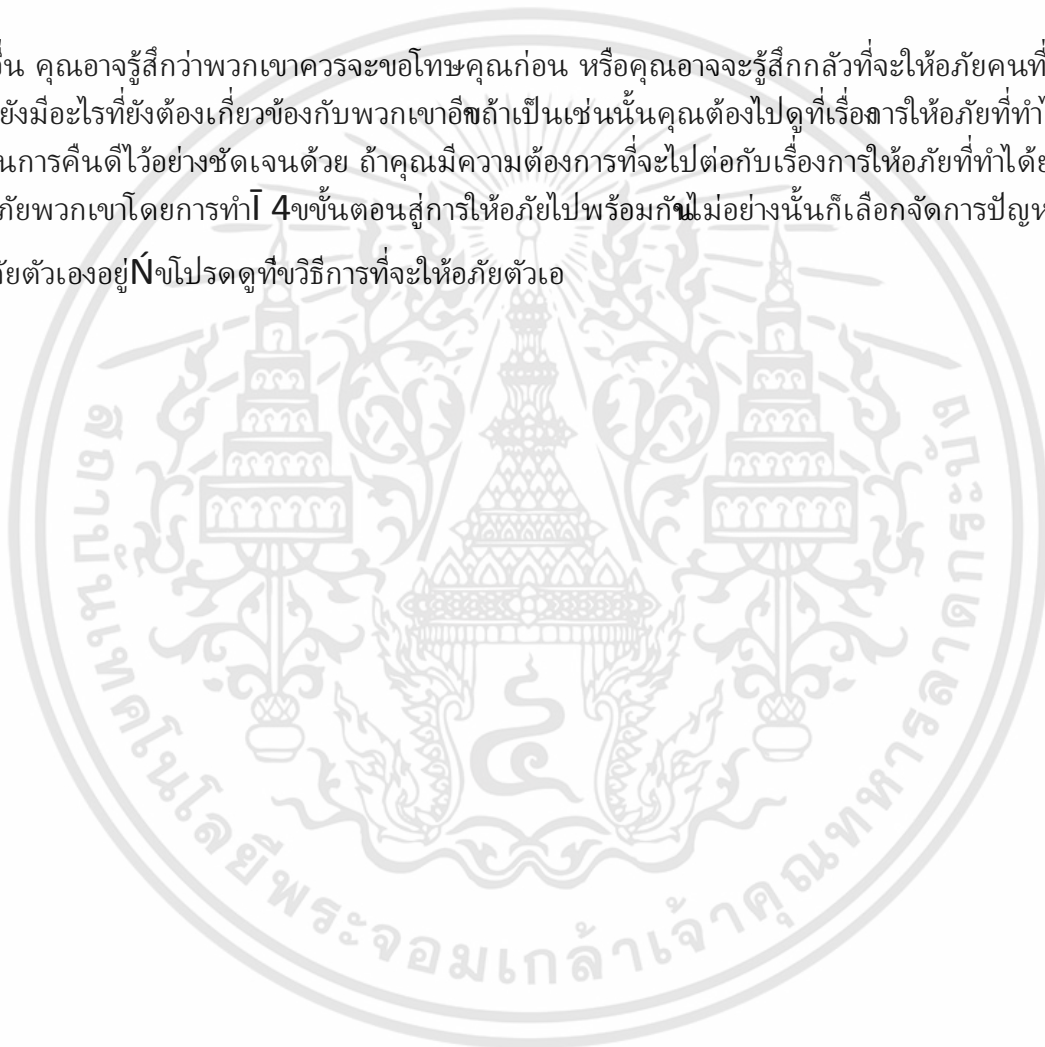 อื่น คุณอาจรู้สึกว่าพวกเขาควรจะขอโทษคุณก่อน หรือคุณอาจจะรู้สึกกลัวที่จะให้อภัยคนที่
ยังมีอะไรที่ยังต้องเกี่ยวข้องกับพวกเขาอีกถ้าเป็นเช่นนั้นคุณต้องไปดูที่เรื่องการให้อภัยที่ทำ
นการคืนดีไว้อย่างชัดเจนด้วย ถ้าคุณมีความต้องการที่จะไปต่อกับเรื่องการให้อภัยที่ทำได้
ภัยพวกเขาโดยการทำĪ 4ขขั้นตอนสู่การให้อภัยไปพร้อมกันไม่อย่างนั้นก็เลือกจัดการปัญห
ภัยตัวเองอยู่Ńขโปรดดูที่ขวิธีการที่จะให้อภัยตัวเอ
สถาบันเทคโนโลยีพระจอมเกล้าเจ้าคุณทหารลาดกระบัง
๔